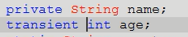 private String name;
transient int age;